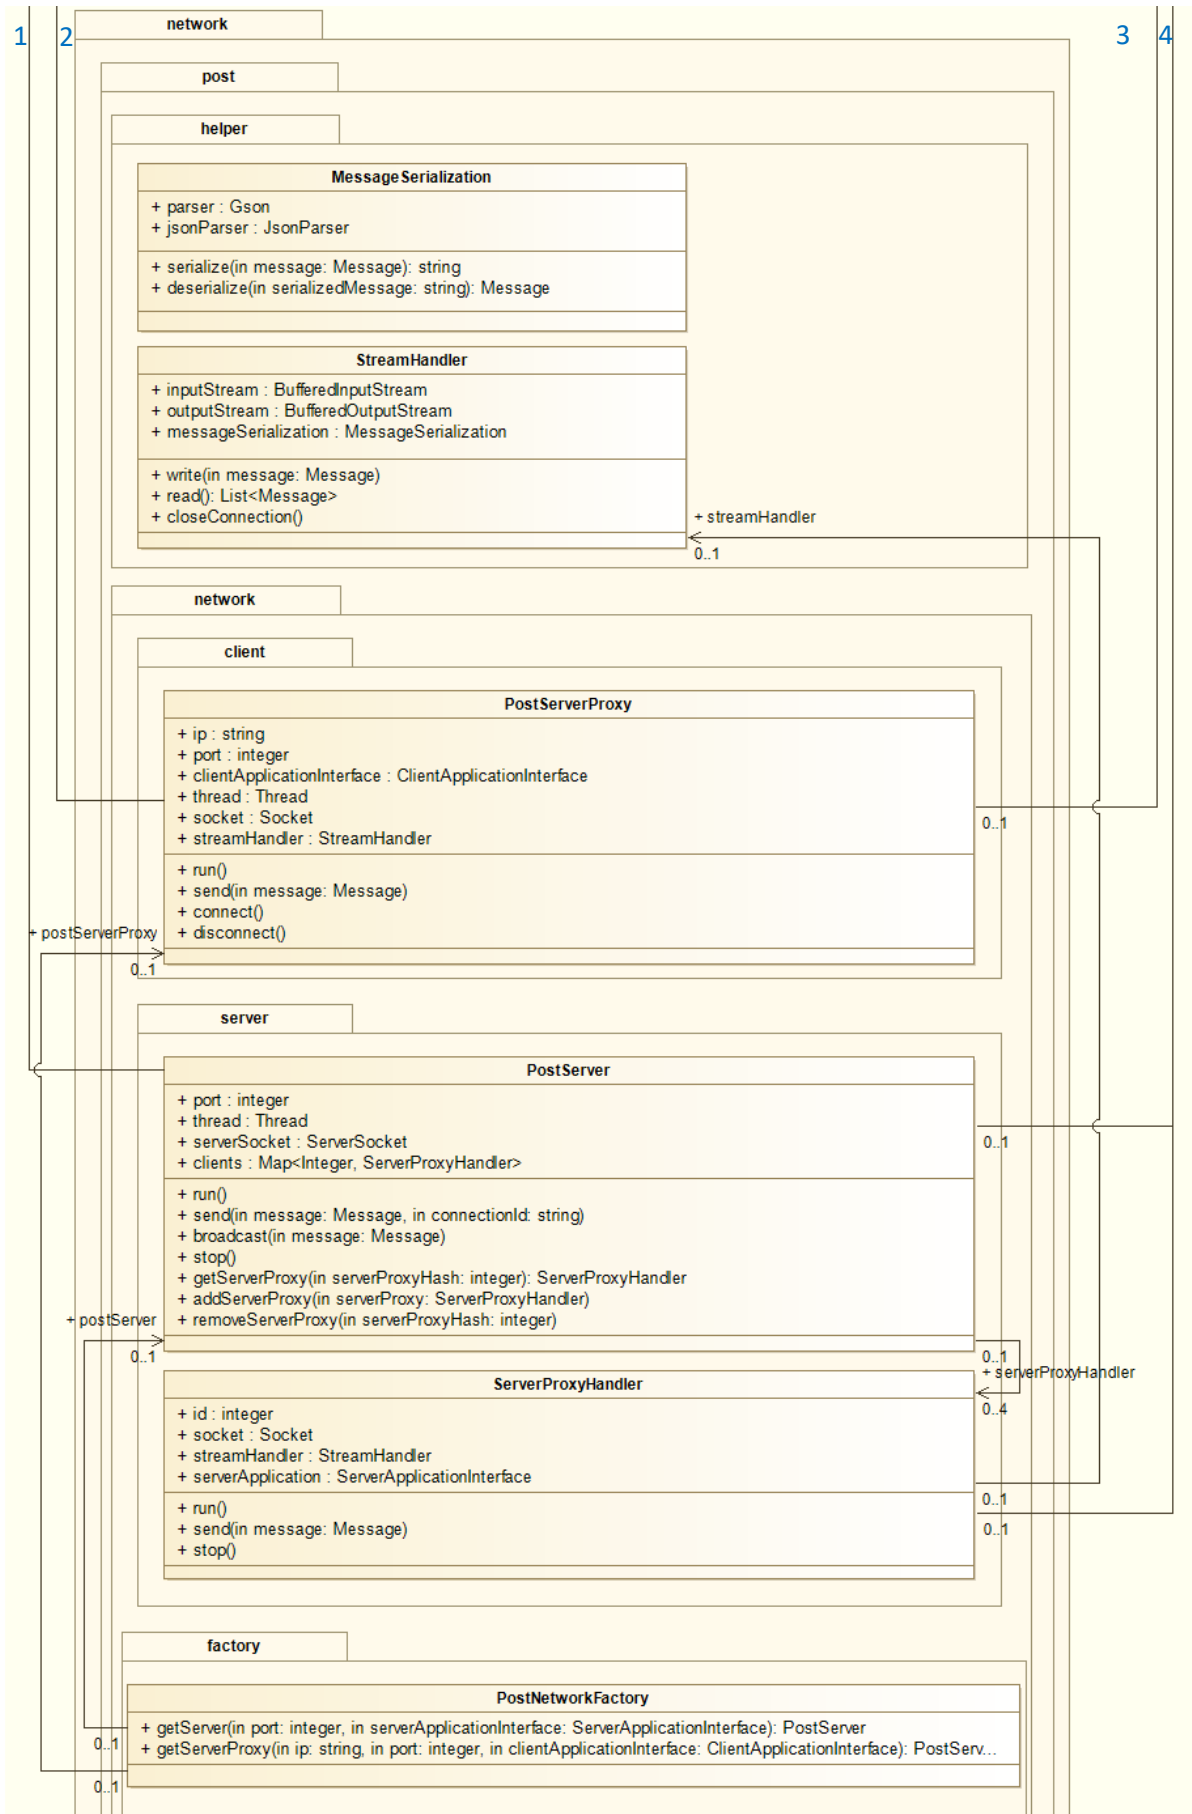 1
2
network
3
4
post
helper
MessageSerialization
+ parser : Gson
+ jsonParser : JsonParser
+ serialize(in message: Message): string
+ deserialize(in serializedMessage: string): Message
StreamHandler
+ inputStream : BufferedInputStream
+ outputStream : BufferedOutputStream
+ messageSerialization : MessageSerialization
+ write(in message: Message)
+ read(): List<Message>
+ closeConnection()
+ streamHandler
0..1
network
client
PostServerProxy
+ ip : string
+ port : integer
+ clientApplicationInterface : ClientApplicationInterface
+ thread : Thread
+ socket : Socket
+ streamHandler : StreamHandler
0..1
+ run()
+ send(in message: Message)
+ connect()
+ disconnect()
+ postServerProxy
0..1
server
PostServer
+ port : integer
+ thread : Thread
+ serverSocket : ServerSocket
+ clients : Map<Integer, ServerProxyHandler>
0..1
+ run()
+ send(in message: Message, in connectionId: string)
+ broadcast(in message: Message)
+ stop()
+ getServerProxy(in serverProxyHash: integer): ServerProxyHandler
+ addServerProxy(in serverProxy: ServerProxyHandler)
+ removeServerProxy(in serverProxyHash: integer)
+ postServer
0..1
0..1
+ serverProxyHandler
0..4
ServerProxyHandler
+ id : integer
+ socket : Socket
+ streamHandler : StreamHandler
+ serverApplication : ServerApplicationInterface
0..1
+ run()
+ send(in message: Message)
+ stop()
0..1
factory
PostNetworkFactory
+ getServer(in port: integer, in serverApplicationInterface: ServerApplicationInterface): PostServer
+ getServerProxy(in ip: string, in port: integer, in clientApplicationInterface: ClientApplicationInterface): PostServ...
0..1
0..1